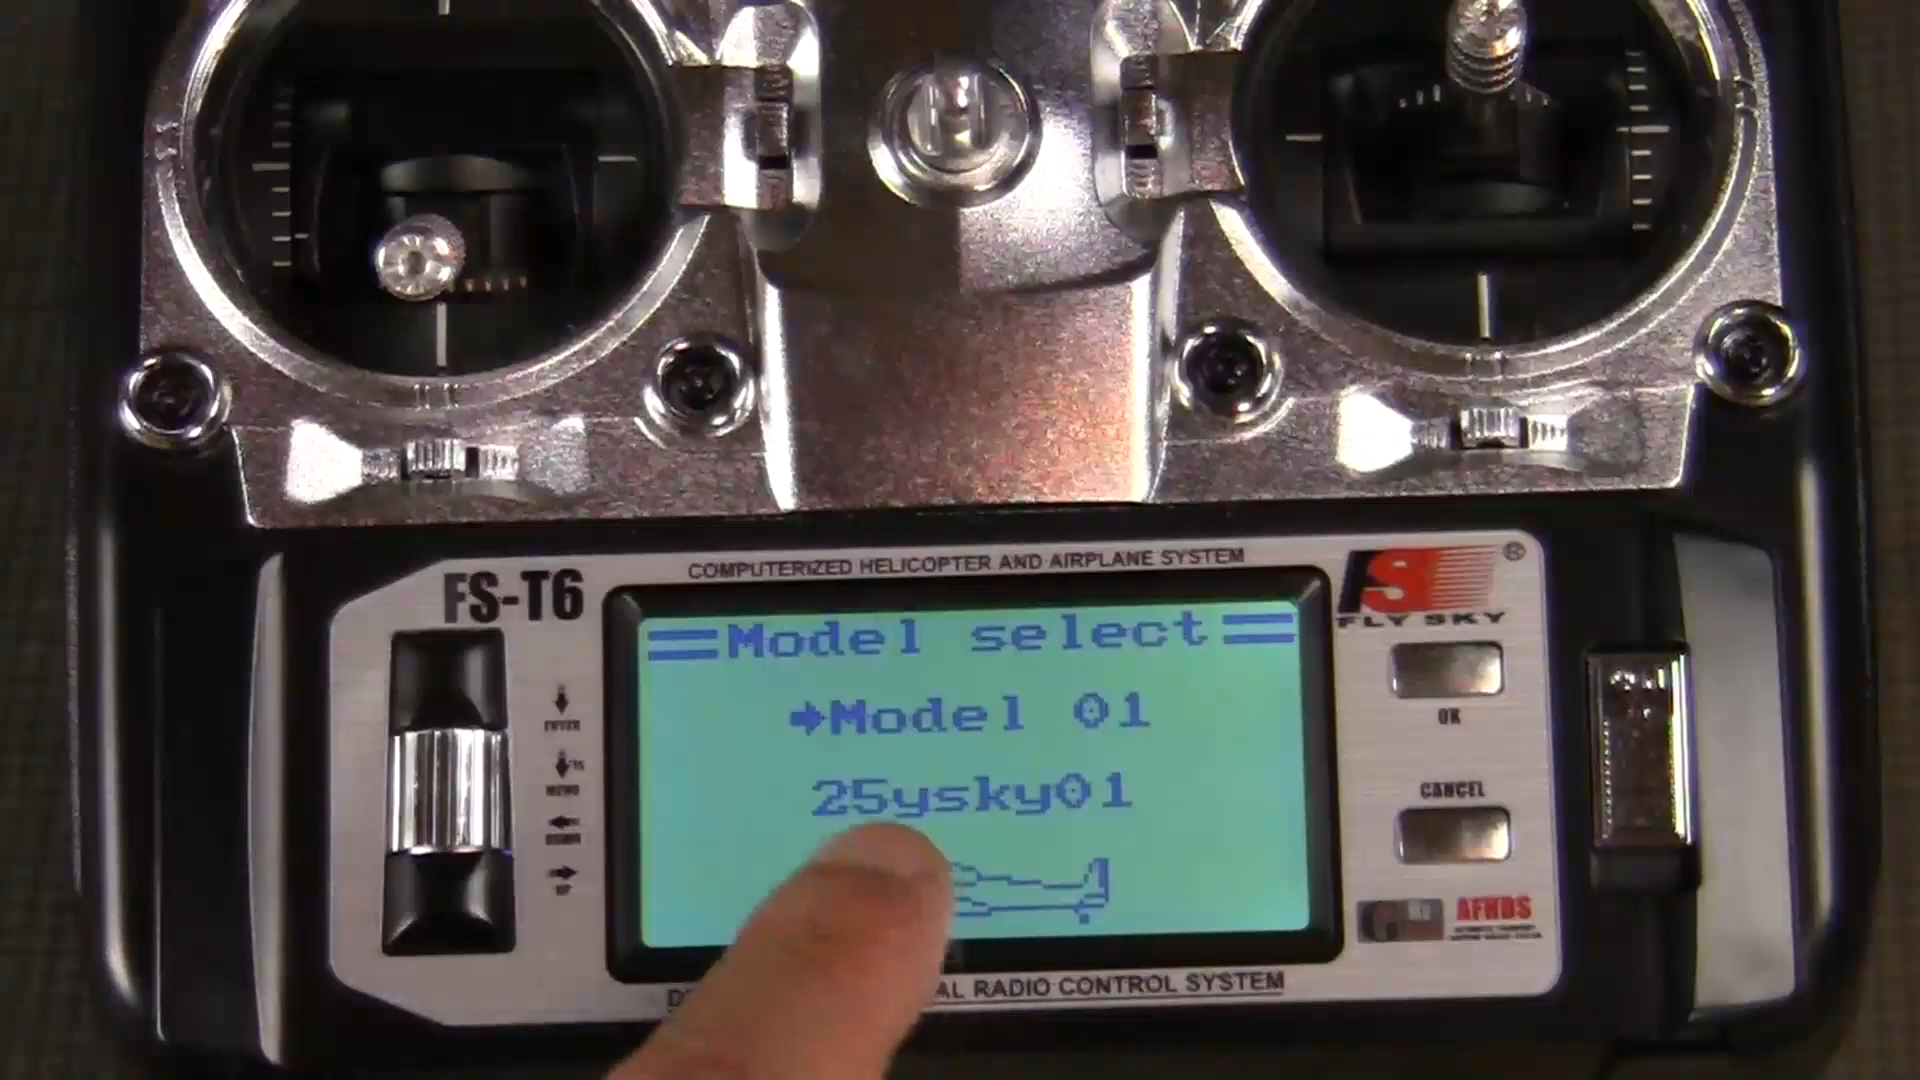 COMPUTERIZED HELICOPTER AND AIRPLANE SYSTEM
FS-T6
FS ®
FLY SKY
Model select
Model 01
25ysky01
ENTER
MENU
DOWN
UP
OK
CANCEL
AFHDS
AL RADIO CONTROL SYSTEM